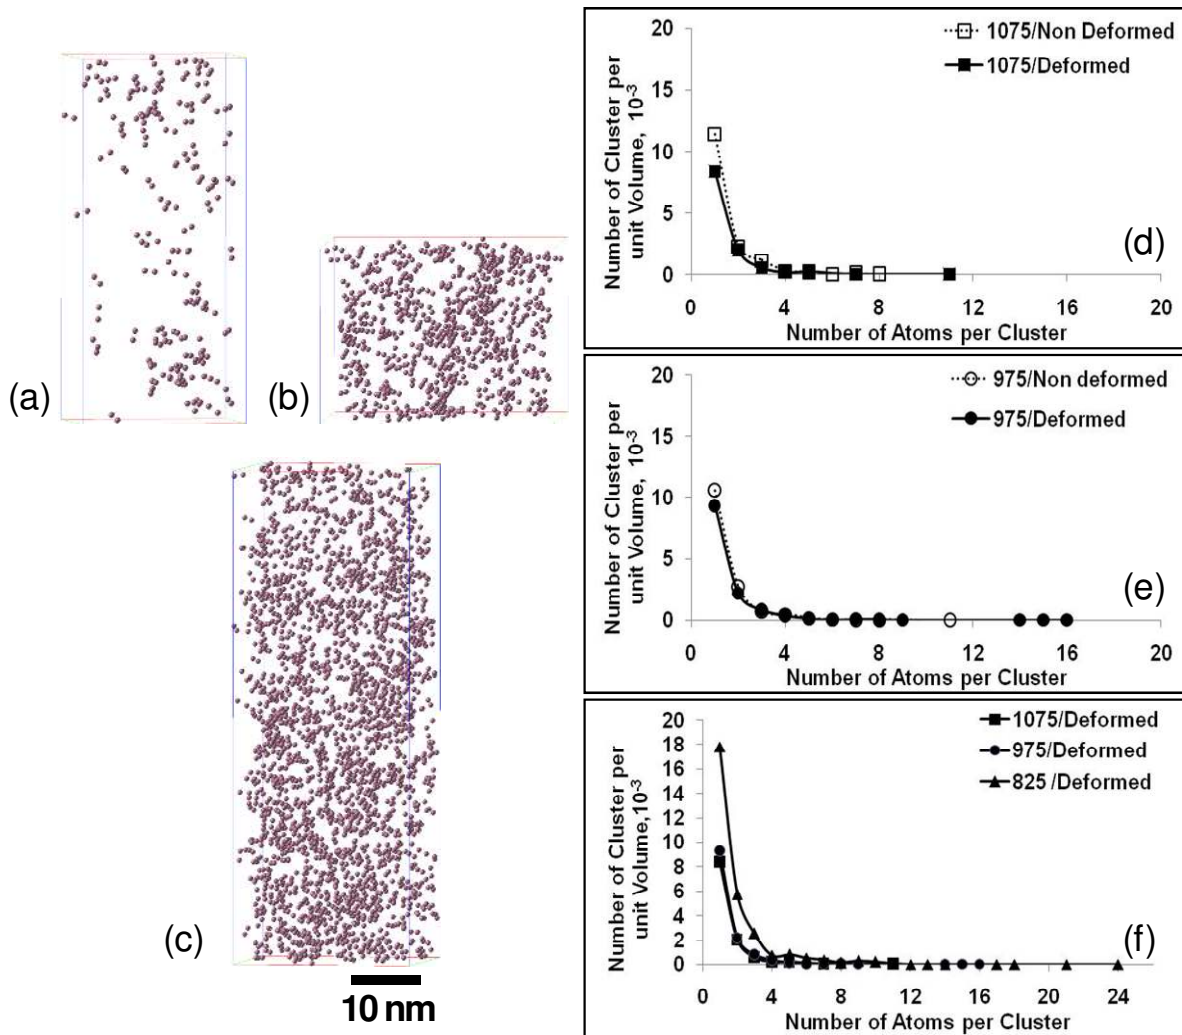 (a)
(b)
(c)
10 nm
Number of Cluster per
unit Volume, 10⁻³
20
15
10
5
0
1075/Non Deformed
1075/Deformed
(d)
0 4 8 12 16 20
Number of Atoms per Cluster
Number of Cluster per
unit Volume, 10⁻³
20
15
10
5
0
975/Non deformed
975/Deformed
(e)
0 4 8 12 16 20
Number of Atoms per Cluster
Number of Cluster per
unit Volume,10⁻³
20
18
16
14
12
10
8
6
4
2
0
1075/Deformed
975/Deformed
825 /Deformed
(f)
0 4 8 12 16 20 24
Number of Atoms per Cluster